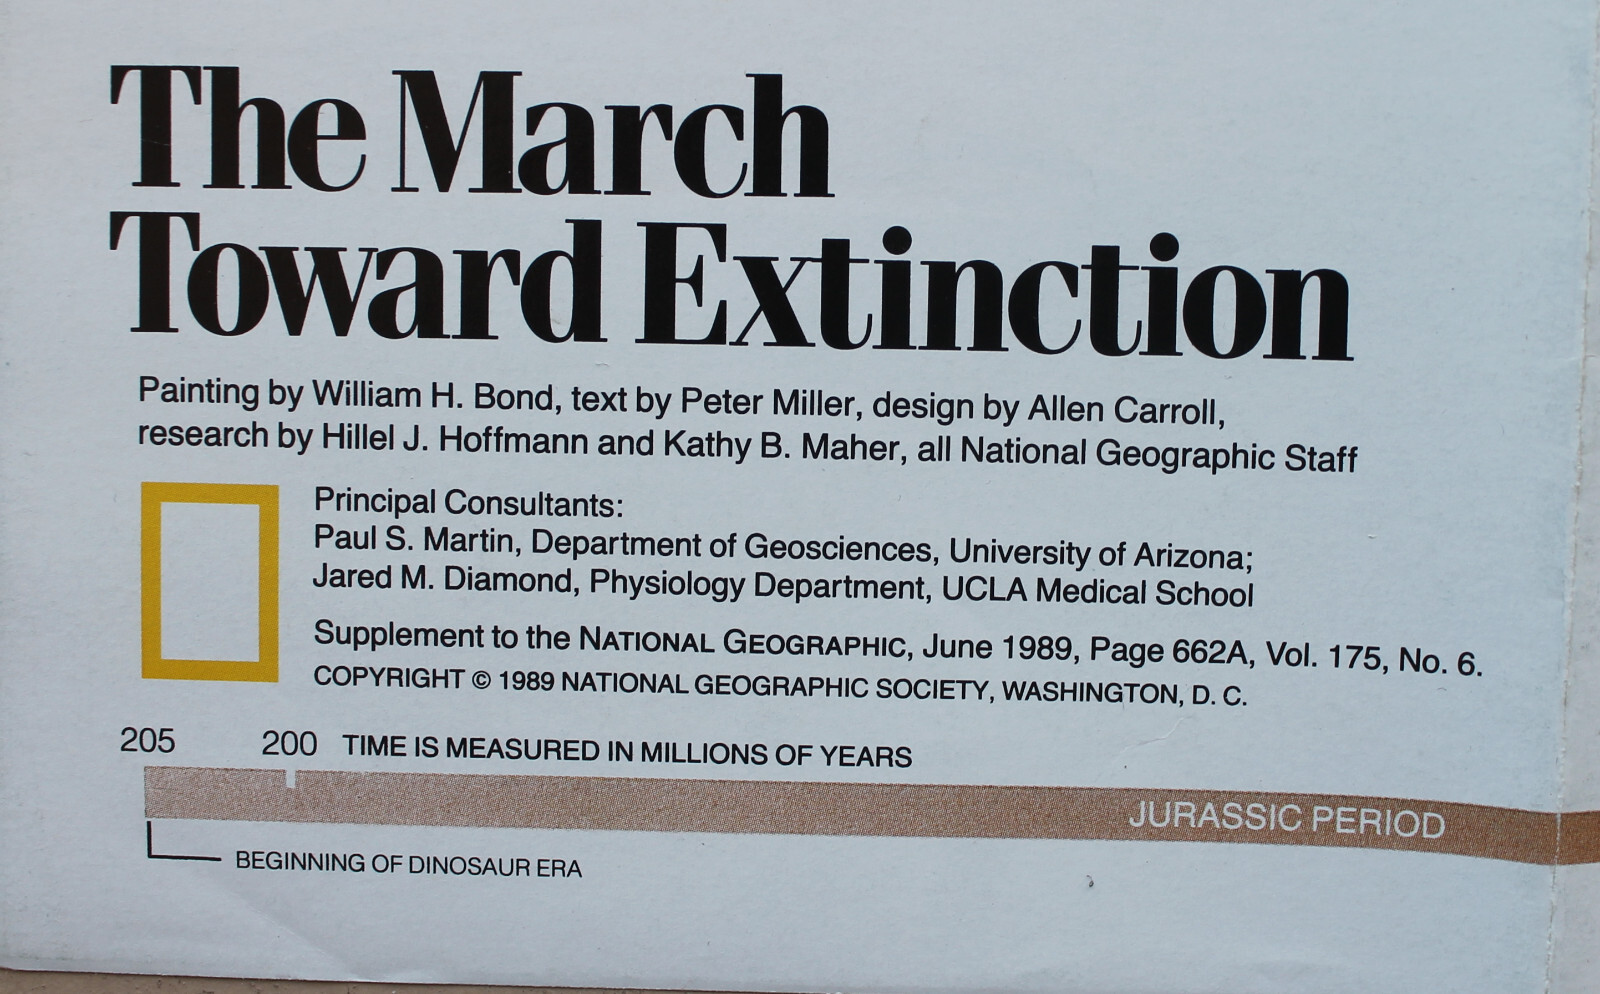 The March
Toward Extinction
Painting by William H. Bond, text by Peter Miller, design by Allen Carroll,
research by Hillel J. Hoffmann and Kathy B. Maher, all National Geographic Staff
Principal Consultants:
Paul S. Martin, Department of Geosciences, University of Arizona;
Jared M. Diamond, Physiology Department, UCLA Medical School
Supplement to the NATIONAL GEOGRAPHIC, June 1989, Page 662A, Vol. 175, No. 6.
COPYRIGHT © 1989 NATIONAL GEOGRAPHIC SOCIETY, WASHINGTON, D. C.
205 200 TIME IS MEASURED IN MILLIONS OF YEARS
JURASSIC PERIOD
BEGINNING OF DINOSAUR ERA